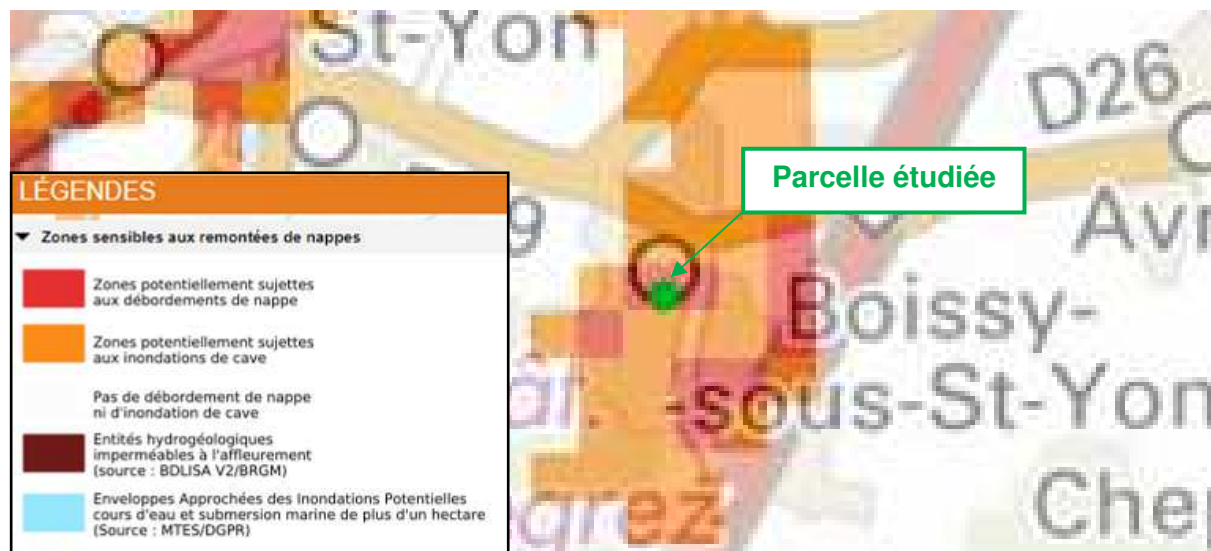 St-Yon
D26
Parcelle étudiée
LÉGENDES
Zones sensibles aux remontées de nappes
Zones potentiellement sujettes
aux débordements de nappe
Zones potentiellement sujettes
aux inondations de cave
Pas de débordement de nappe
ni d'inondation de cave
Entités hydrogéologiques
imperméables à l'affleurement
(source : BDLISA V2/BRGM)
Enveloppes Approchées des Inondations Potentielles
cours d'eau et submersion marine de plus d'un hectare
(Source : MTES/DGPR)
9
Avr
Boissy-
-sous-St-Yon
grez
Che